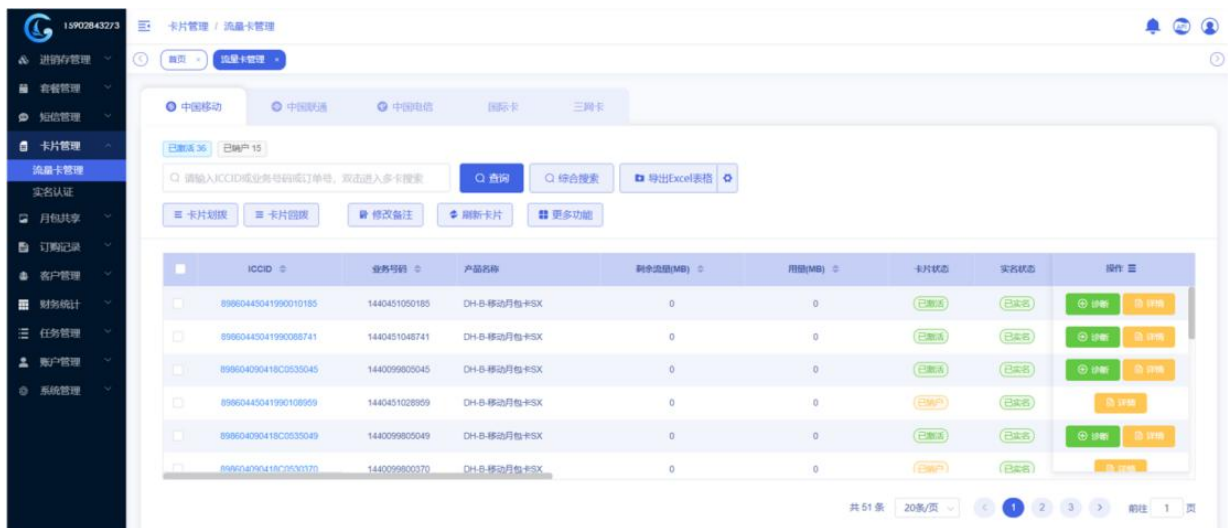 15902843273
卡片管理 / 流量卡管理
首页 ×
流量卡管理 ×
进销存管理
套餐管理
短信管理
卡片管理
流量卡管理
实名认证
月包共享
订购记录
客户管理
财务统计
任务管理
账户管理
系统管理
中国移动 中国联通 中国电信 国际卡 三网卡
已激活 36 已销户 15
请输入ICCID或业务号码或订单号，双击进入多卡搜索 查询 综合搜索 导出Excel表格
卡片划拨 卡片回拨 修改备注 刷新卡片 更多功能
ICCID 业务号码 产品名称 剩余流量(MB) 用量(MB) 卡片状态 实名状态 操作
89860445041990010185 1440451050185 DH-B-移动月包卡SX 0 0 已激活 已实名 诊断 详情
89860445041990088741 1440451048741 DH-B-移动月包卡SX 0 0 已激活 已实名 诊断 详情
898604090418C0535045 1440099805045 DH-B-移动月包卡SX 0 0 已激活 已实名 诊断 详情
89860445041990108959 1440451028959 DH-B-移动月包卡SX 0 0 已销户 已实名 详情
898604090418C0535049 1440099805049 DH-B-移动月包卡SX 0 0 已激活 已实名 诊断 详情
898604090418C0530370 1440099800370 DH-B-移动月包卡SX 0 0 已销户 已实名 详情
共 51 条 20条/页 1 2 3 前往 1 页